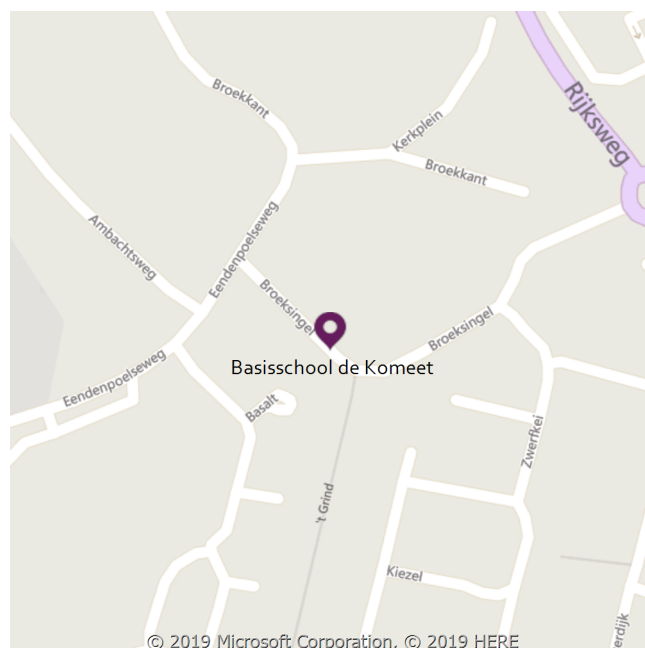 Rijksweg
Broekkant
Kerkplein
Broekkant
Ambachtsweg
Eendenpoelseweg
Broeksingel
Broeksingel
Basisschool de Komeet
Eendenpoelseweg
Basalt
Zwerfkei
't Grind
Kiezel
erdijk
© 2019 Microsoft Corporation, © 2019 HERE